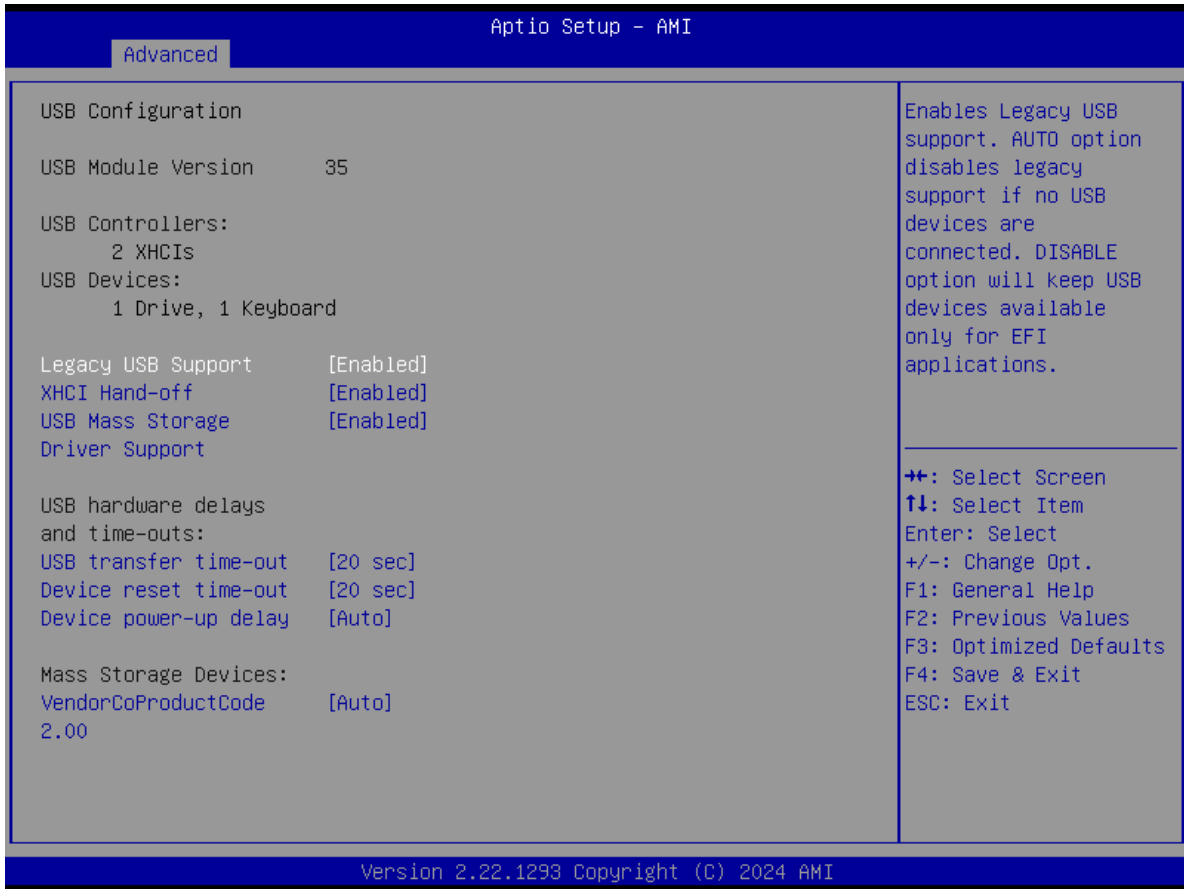 Aptio Setup – AMI
Advanced
USB Configuration
USB Module Version 35
USB Controllers:
2 XHCIs
USB Devices:
1 Drive, 1 Keyboard
Legacy USB Support [Enabled]
XHCI Hand-off [Enabled]
USB Mass Storage [Enabled]
Driver Support
USB hardware delays
and time-outs:
USB transfer time-out [20 sec]
Device reset time-out [20 sec]
Device power-up delay [Auto]
Mass Storage Devices:
VendorCoProductCode [Auto]
2.00
Enables Legacy USB
support. AUTO option
disables legacy
support if no USB
devices are
connected. DISABLE
option will keep USB
devices available
only for EFI
applications.
→←: Select Screen
↑↓: Select Item
Enter: Select
+/-: Change Opt.
F1: General Help
F2: Previous Values
F3: Optimized Defaults
F4: Save & Exit
ESC: Exit
Version 2.22.1293 Copyright (C) 2024 AMI